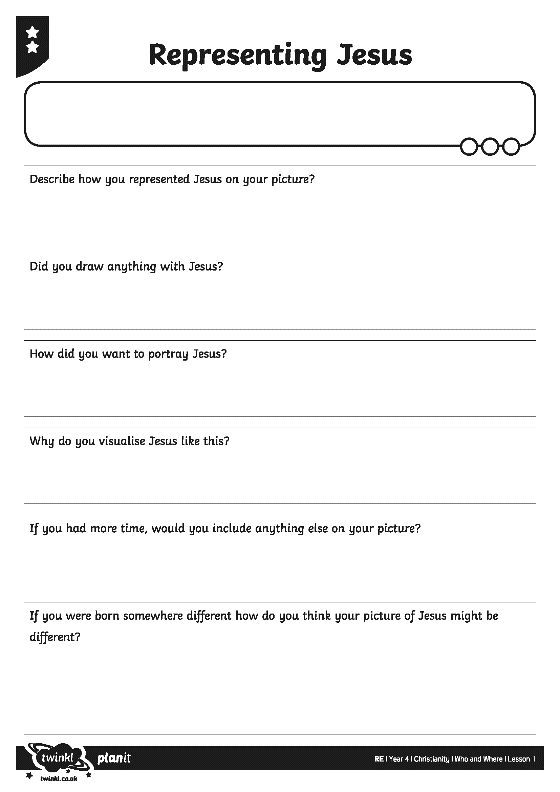 Representing Jesus
Describe how you represented Jesus on your picture?
Did you draw anything with Jesus?
How did you want to portray Jesus?
Why do you visualise Jesus like this?
If you had more time, would you include anything else on your picture?
If you were born somewhere different how do you think your picture of Jesus might be
different?
twinkl planit
twinkl.co.uk
RE | Year 4 | Christianity | Who and Where | Lesson 1